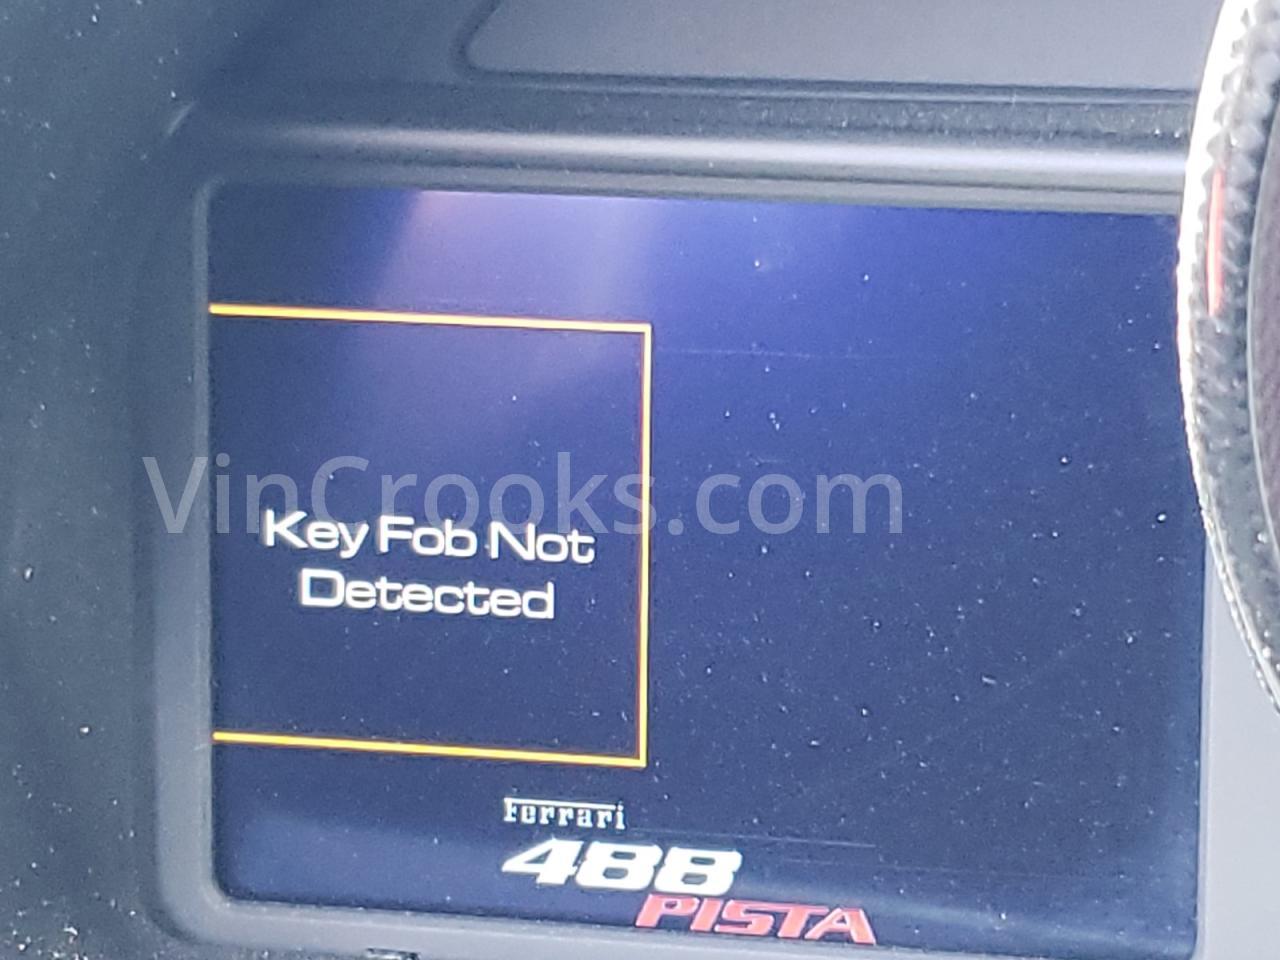 VinCrooks.com
Key Fob Not
Detected
Ferrari
488
PISTA